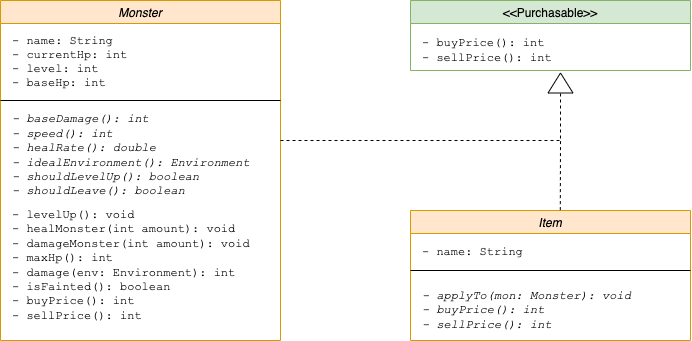 Monster
- name: String
- currentHp: int
- level: int
- baseHp: int
- baseDamage(): int
- speed(): int
- healRate(): double
- idealEnvironment(): Environment
- shouldLevelUp(): boolean
- shouldLeave(): boolean
- levelUp(): void
- healMonster(int amount): void
- damageMonster(int amount): void
- maxHp(): int
- damage(env: Environment): int
- isFainted(): boolean
- buyPrice(): int
- sellPrice(): int
<<Purchasable>>
- buyPrice(): int
- sellPrice(): int
Item
- name: String
- applyTo(mon: Monster): void
- buyPrice(): int
- sellPrice(): int